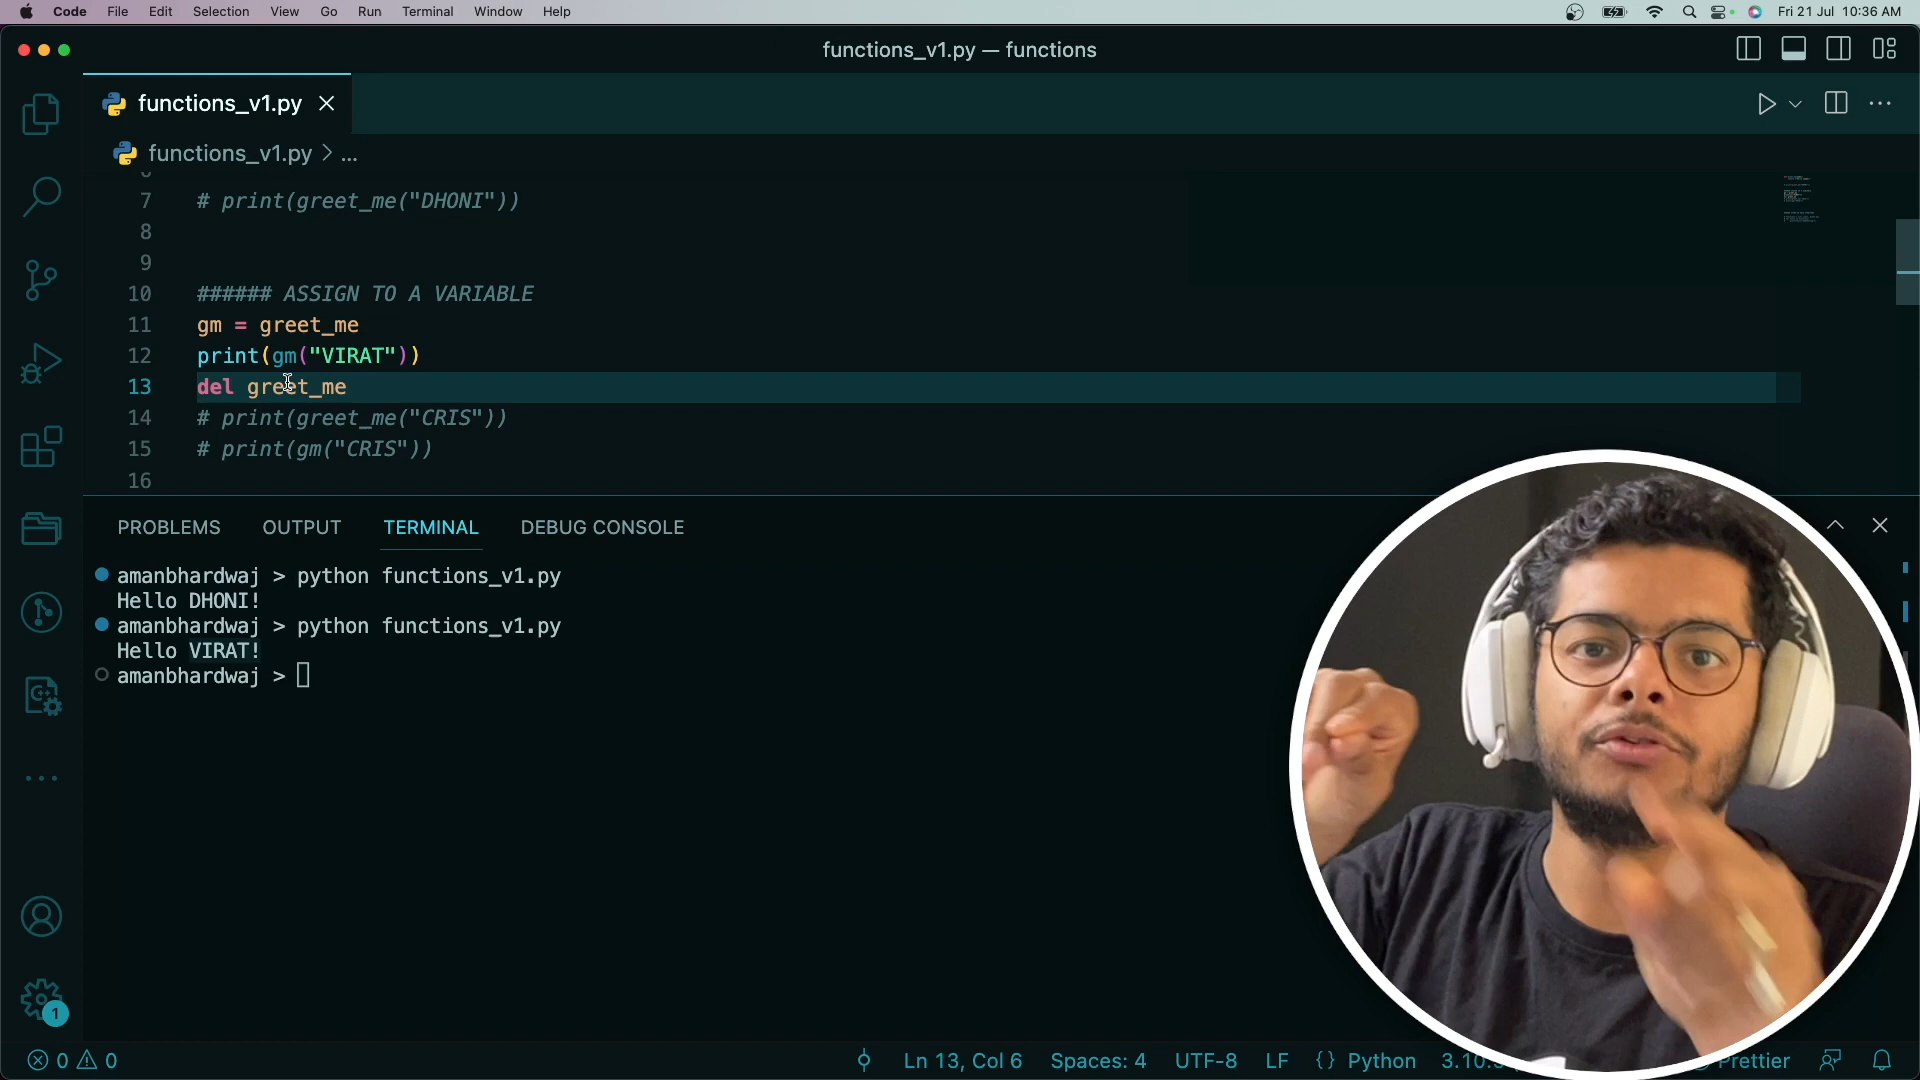 Code File Edit Selection View Go Run Terminal Window Help Fri 21 Jul 10:36 AM
functions_v1.py — functions
functions_v1.py
functions_v1.py > ...
7 # print(greet_me("DHONI"))
8
9
10 ###### ASSIGN TO A VARIABLE
11 gm = greet_me
12 print(gm("VIRAT"))
13 del greet_me
14 # print(greet_me("CRIS"))
15 # print(gm("CRIS"))
16
PROBLEMS OUTPUT TERMINAL DEBUG CONSOLE
amanbhardwaj > python functions_v1.py
Hello DHONI!
amanbhardwaj > python functions_v1.py
Hello VIRAT!
amanbhardwaj >
1
0 0 Ln 13, Col 6 Spaces: 4 UTF-8 LF {} Python Prettier